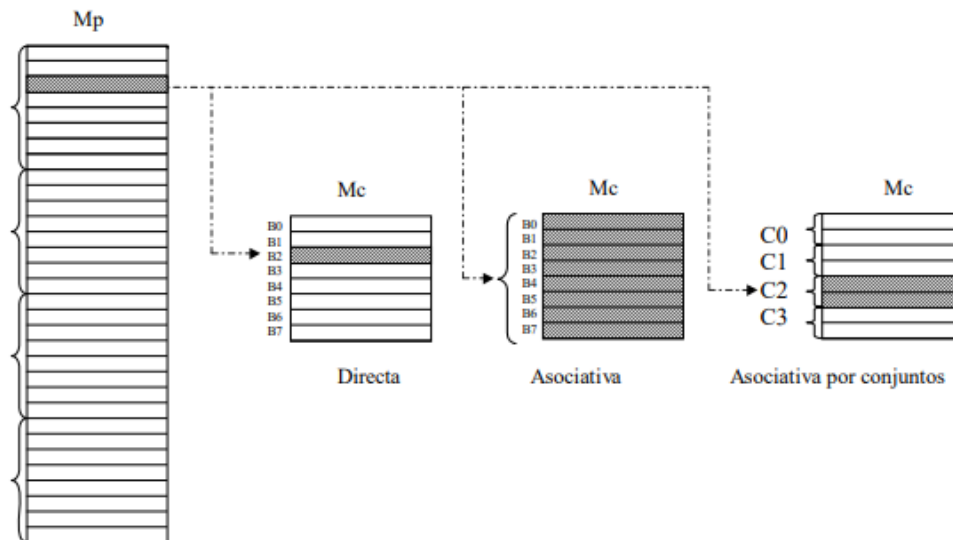 Mp
Mc
B0
B1
B2
B3
B4
B5
B6
B7
Directa
Mc
B0
B1
B2
B3
B4
B5
B6
B7
Asociativa
Mc
C0
C1
C2
C3
Asociativa por conjuntos